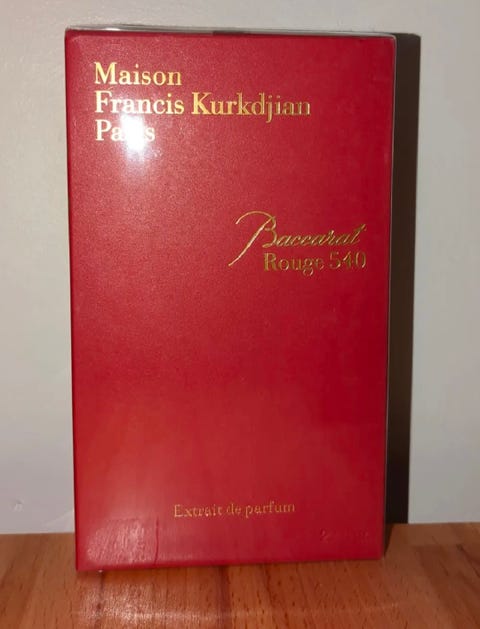 Maison
Francis Kurkdjian
Paris
Baccarat
Rouge 540
Extrait de parfum